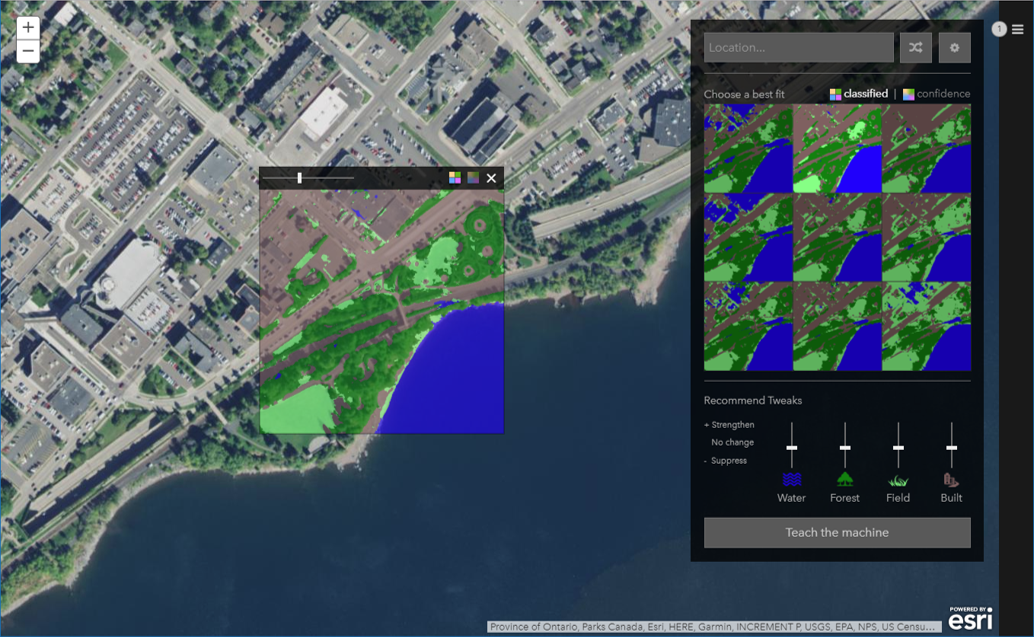 +
−
1
Location...
Choose a best fit
classified | confidence
Recommend Tweaks
+ Strengthen
No change
- Suppress
Water
Forest
Field
Built
Teach the machine
POWERED BY
esri
Province of Ontario, Parks Canada, Esri, HERE, Garmin, INCREMENT P, USGS, EPA, NPS, US Censu...